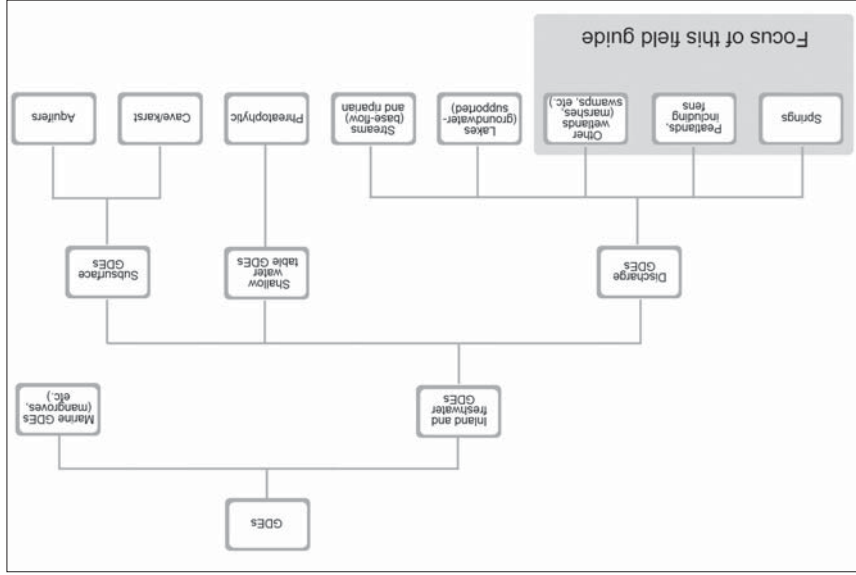 GDEs
Inland and
freshwater
GDEs
Marine GDEs
(mangroves,
etc.)
Discharge
GDEs
Shallow
water
table GDEs
Subsurface
GDEs
Springs
Peatlands,
including
fens
Other
wetlands
(marshes,
swamps, etc.)
Lakes
(groundwater-
supported)
Streams
(base-flow)
and riparian
Phreatophytic
Cave/karst
Aquifers
Focus of this field guide